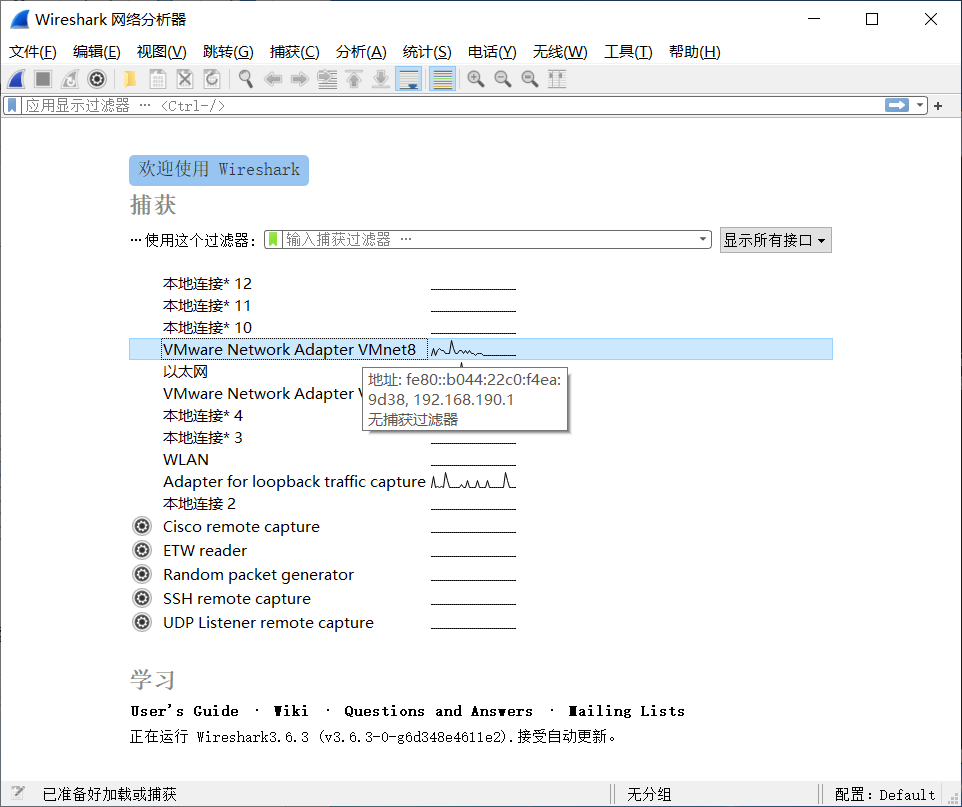 Wireshark 网络分析器
文件(F) 编辑(E) 视图(V) 跳转(G) 捕获(C) 分析(A) 统计(S) 电话(Y) 无线(W) 工具(T) 帮助(H)
应用显示过滤器 … <Ctrl-/>
欢迎使用 Wireshark
捕获
…使用这个过滤器: 输入捕获过滤器 … 显示所有接口
本地连接* 12
本地连接* 11
本地连接* 10
VMware Network Adapter VMnet8
以太网
地址: fe80::b044:22c0:f4ea:
9d38, 192.168.190.1
无捕获过滤器
VMware Network Adapter
本地连接* 4
本地连接* 3
WLAN
Adapter for loopback traffic capture
本地连接 2
Cisco remote capture
ETW reader
Random packet generator
SSH remote capture
UDP Listener remote capture
学习
User's Guide · Wiki · Questions and Answers · Mailing Lists
正在运行 Wireshark3.6.3 (v3.6.3-0-g6d348e4611e2).接受自动更新。
已准备好加载或捕获 无分组 配置: Default